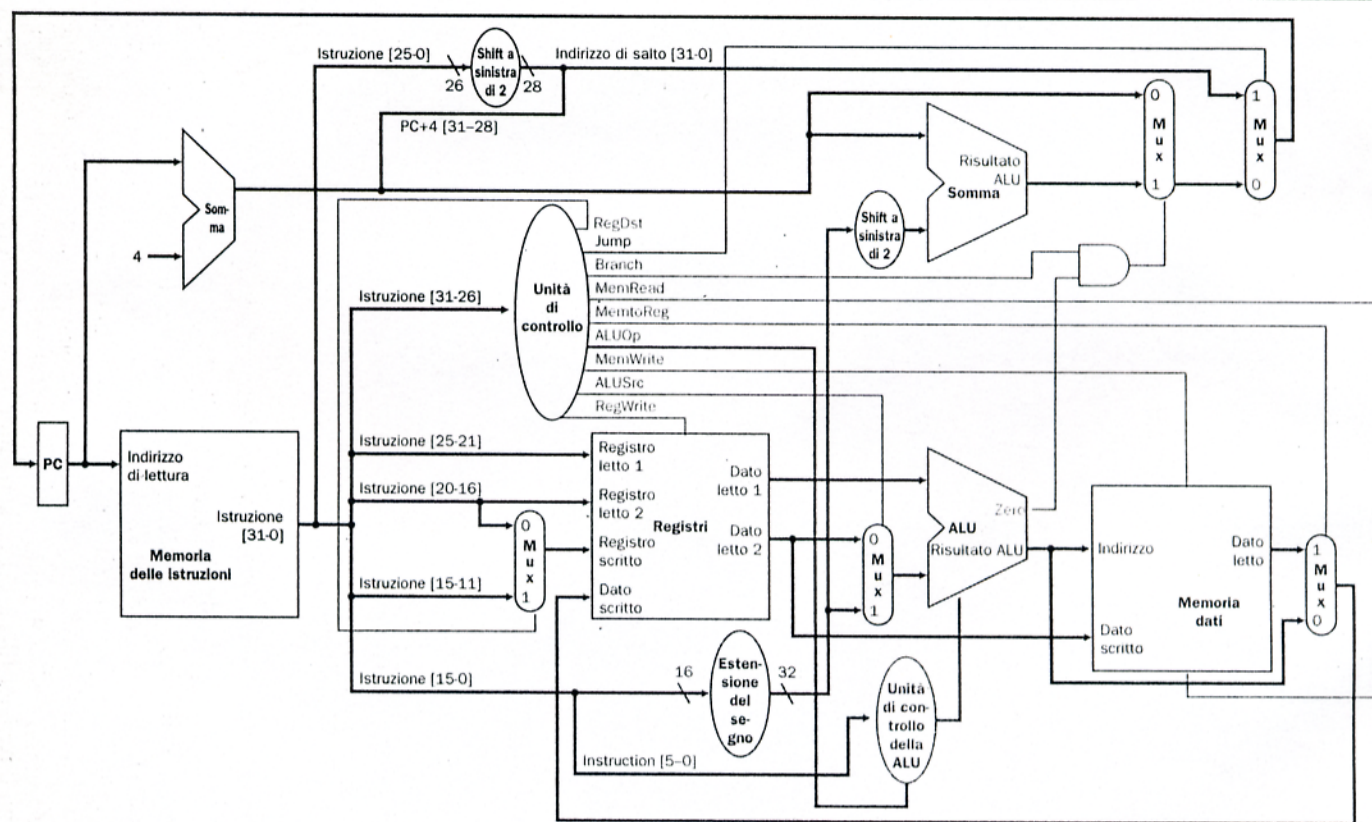 Istruzione [25-0]
26
Shift a
sinistra
di 2
28
Indirizzo di salto [31-0]
PC+4 [31–28]
0
M
u
x
1
1
M
u
x
0
Som-
ma
4
Risultato
ALU
Somma
Shift a
sinistra
di 2
RegDst
Jump
Branch
MemRead
MemtoReg
ALUOp
MemWrite
ALUSrc
RegWrite
Istruzione [31-26]
Unità
di
controllo
PC
Indirizzo
di lettura
Istruzione
[31-0]
Memoria
delle istruzioni
Istruzione [25-21]
Istruzione [20-16]
Istruzione [15-11]
0
M
u
x
1
Registro
letto 1
Registro
letto 2
Registro
scritto
Dato
scritto
Registri
Dato
letto 1
Dato
letto 2
0
M
u
x
1
Zero
ALU
Risultato ALU
Indirizzo
Dato
letto
Memoria
dati
Dato
scritto
1
M
u
x
0
Istruzione [15-0]
16
Esten-
sione
del
se-
gno
32
Unità
di con-
trollo
della
ALU
Instruction [5–0]